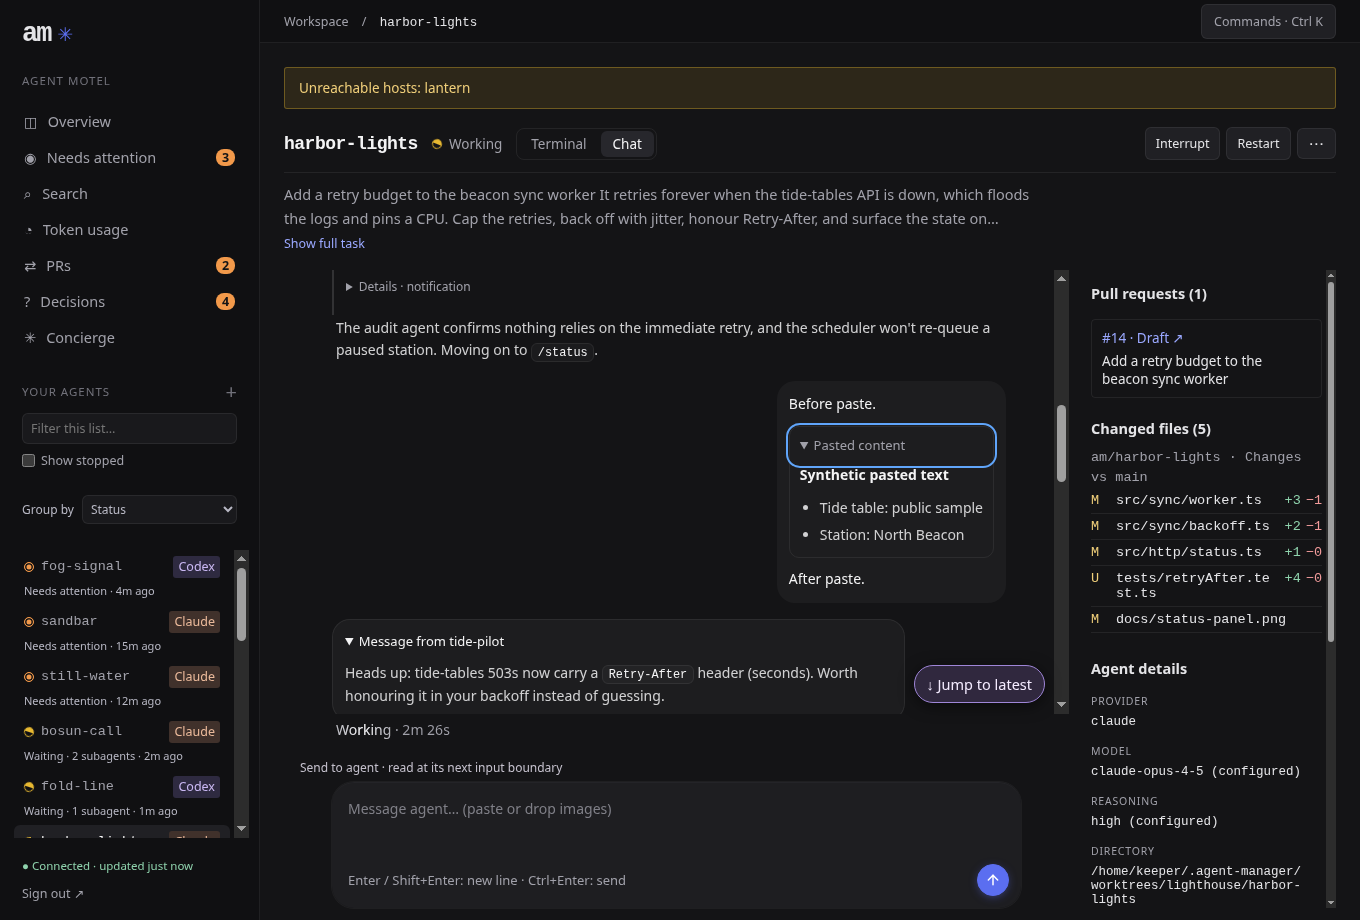 am
Workspace / harbor-lights
Commands · Ctrl K
AGENT MOTEL
Overview
Needs attention 3
Search
Token usage
PRs 2
? Decisions 4
Concierge
YOUR AGENTS +
Filter this list...
Show stopped
Group by Status
fog-signal Codex
Needs attention · 4m ago
sandbar Claude
Needs attention · 15m ago
still-water Claude
Needs attention · 12m ago
bosun-call Claude
Waiting · 2 subagents · 2m ago
fold-line Codex
Waiting · 1 subagent · 1m ago
● Connected · updated just now
Sign out ↗
Unreachable hosts: lantern
harbor-lights Working Terminal Chat Interrupt Restart ···
Add a retry budget to the beacon sync worker It retries forever when the tide-tables API is down, which floods
the logs and pins a CPU. Cap the retries, back off with jitter, honour Retry-After, and surface the state on...
Show full task
▶ Details · notification
The audit agent confirms nothing relies on the immediate retry, and the scheduler won't re-queue a
paused station. Moving on to /status.
Before paste.
▼ Pasted content
Synthetic pasted text
• Tide table: public sample
• Station: North Beacon
After paste.
▼ Message from tide-pilot
Heads up: tide-tables 503s now carry a Retry-After header (seconds). Worth
honouring it in your backoff instead of guessing.
↓ Jump to latest
Working · 2m 26s
Send to agent · read at its next input boundary
Message agent... (paste or drop images)
Enter / Shift+Enter: new line · Ctrl+Enter: send
Pull requests (1)
#14 · Draft ↗
Add a retry budget to the
beacon sync worker
Changed files (5)
am/harbor-lights · Changes
vs main
M src/sync/worker.ts +3 −1
M src/sync/backoff.ts +2 −1
M src/http/status.ts +1 −0
U tests/retryAfter.te +4 −0
st.ts
M docs/status-panel.png
Agent details
PROVIDER
claude
MODEL
claude-opus-4-5 (configured)
REASONING
high (configured)
DIRECTORY
/home/keeper/.agent-manager/
worktrees/lighthouse/harbor-
lights